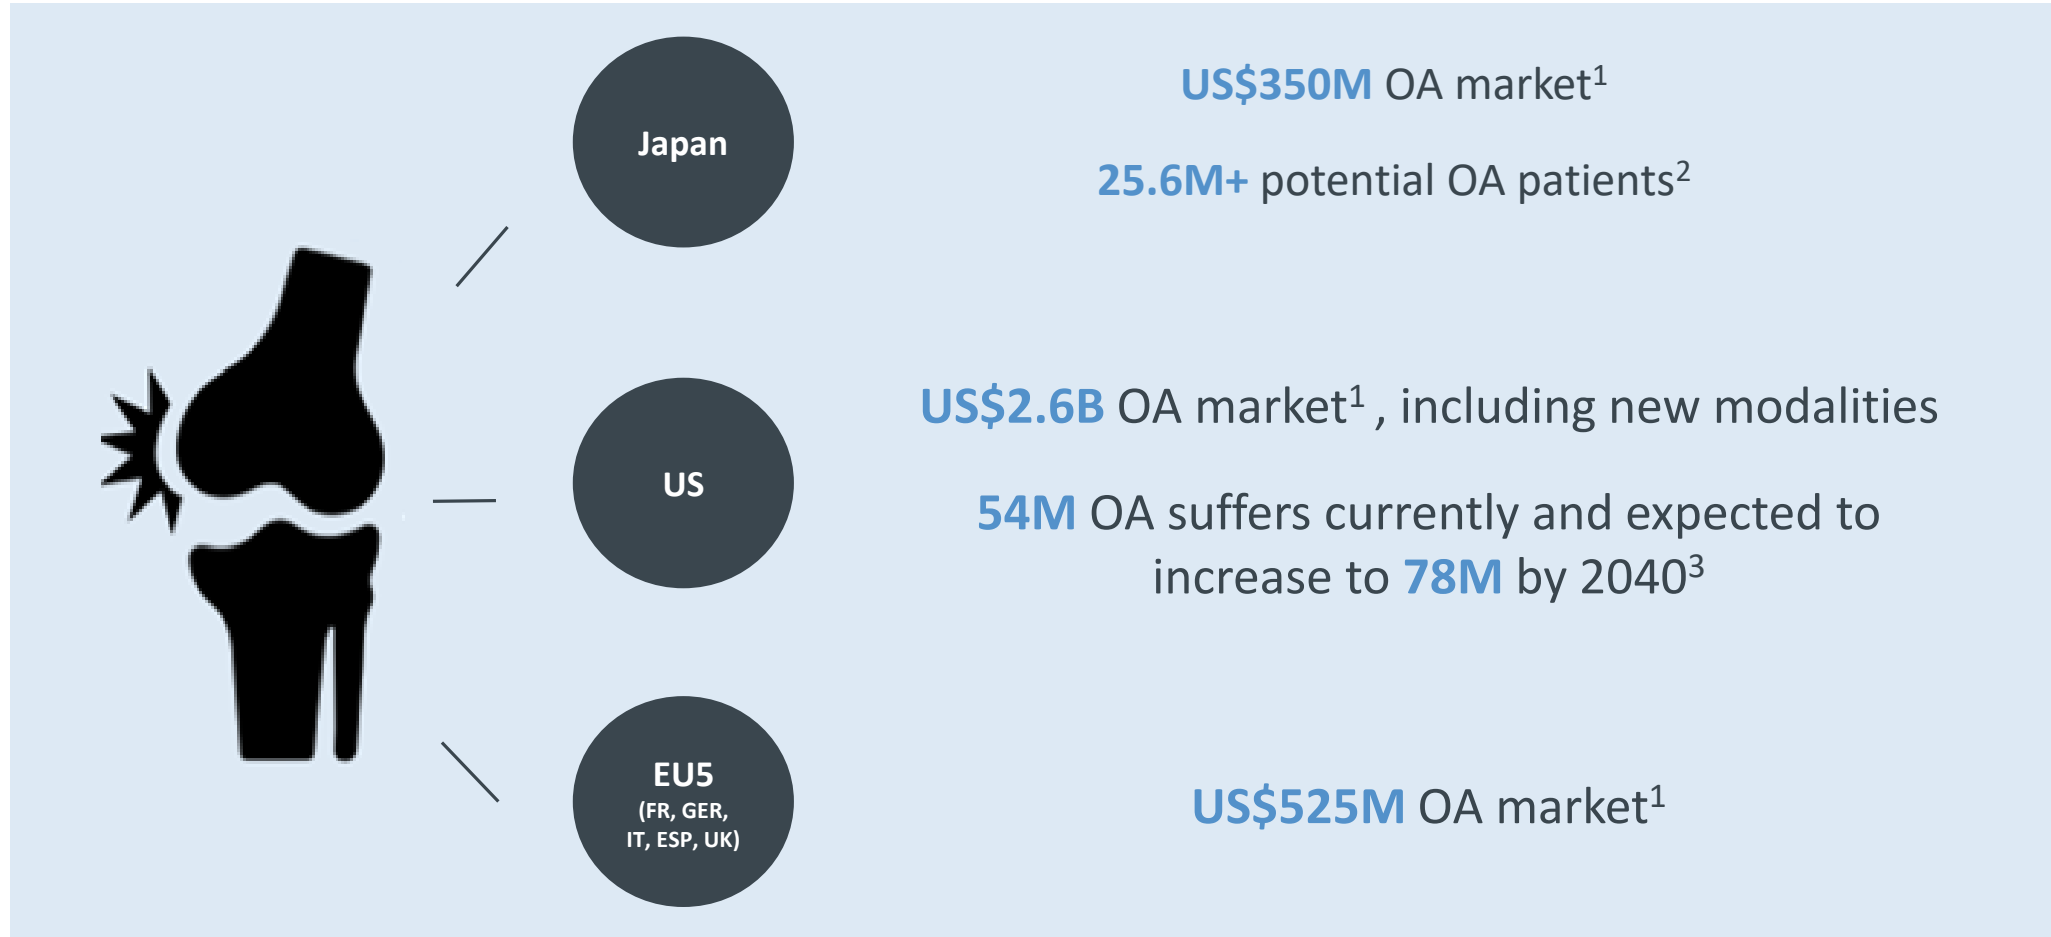 Japan
US$350M OA market¹
25.6M+ potential OA patients²
US
US$2.6B OA market¹ , including new modalities
54M OA suffers currently and expected to
increase to 78M by 2040³
EU5
(FR, GER,
IT, ESP, UK)
US$525M OA market¹